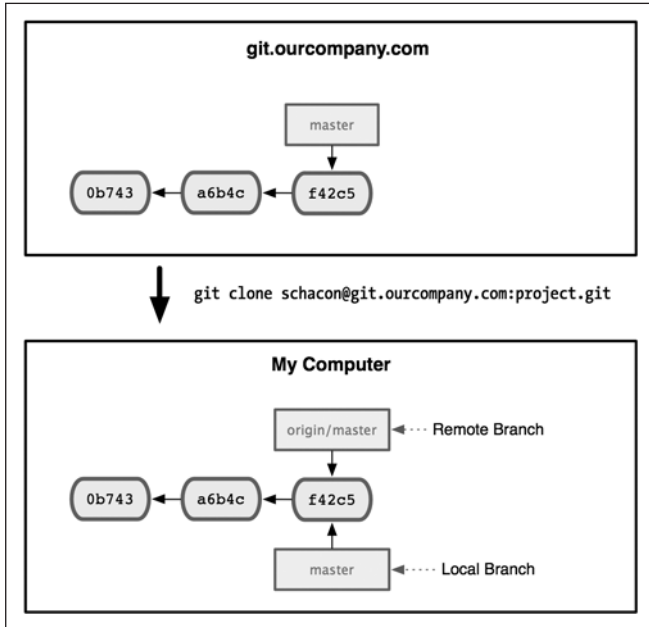 git.ourcompany.com
master
0b743
a6b4c
f42c5
git clone schacon@git.ourcompany.com:project.git
My Computer
origin/master
Remote Branch
0b743
a6b4c
f42c5
master
Local Branch